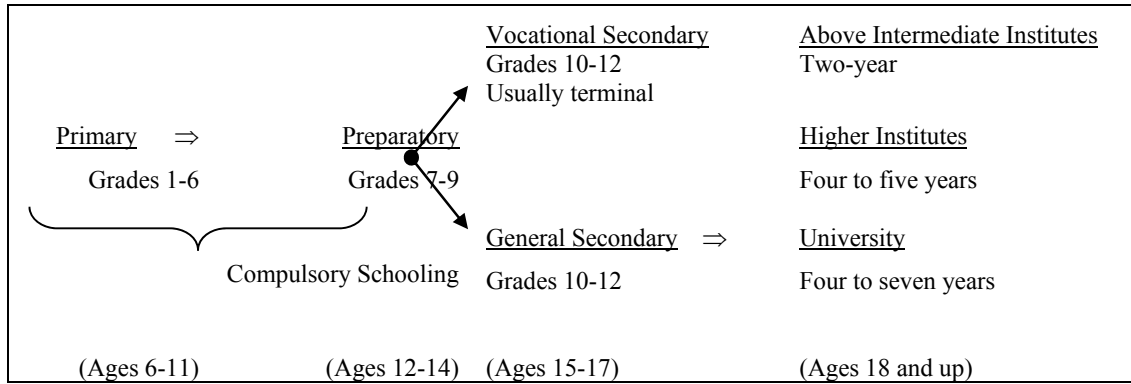 Vocational Secondary Above Intermediate Institutes
Grades 10-12 Two-year
Usually terminal
Primary ⇒ Preparatory Higher Institutes
Grades 1-6 Grades 7-9 Four to five years
General Secondary ⇒ University
Compulsory Schooling Grades 10-12 Four to seven years
(Ages 6-11) (Ages 12-14) (Ages 15-17) (Ages 18 and up)